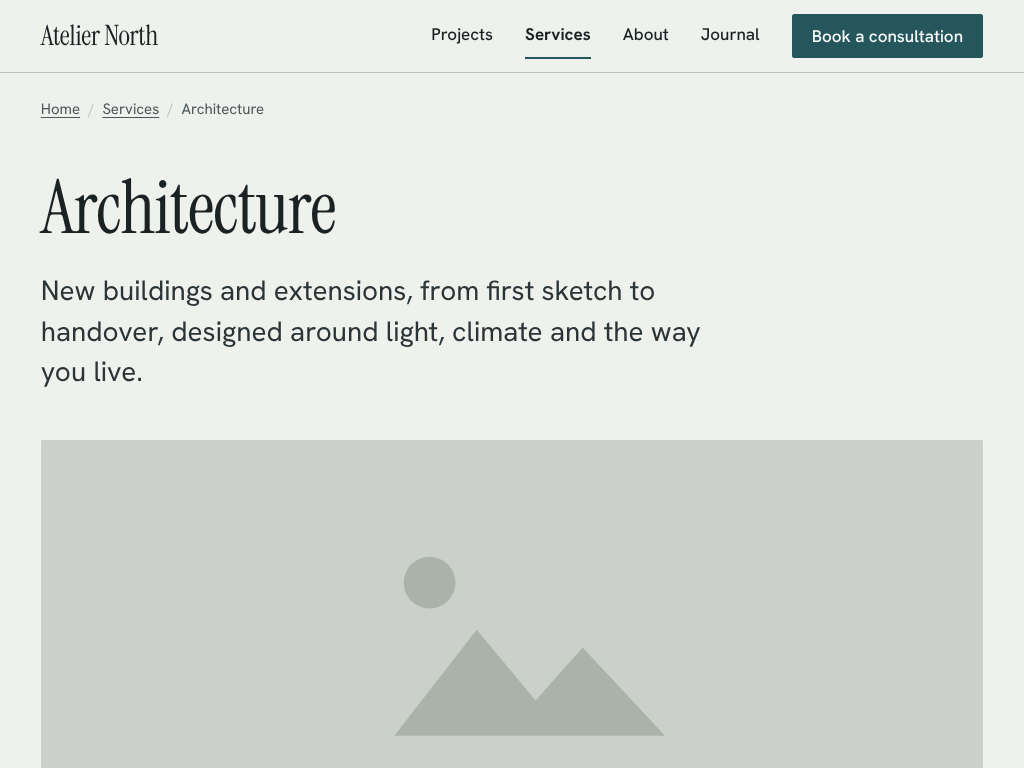 Atelier North
Projects Services About Journal Book a consultation
Home / Services / Architecture
Architecture
New buildings and extensions, from first sketch to
handover, designed around light, climate and the way
you live.